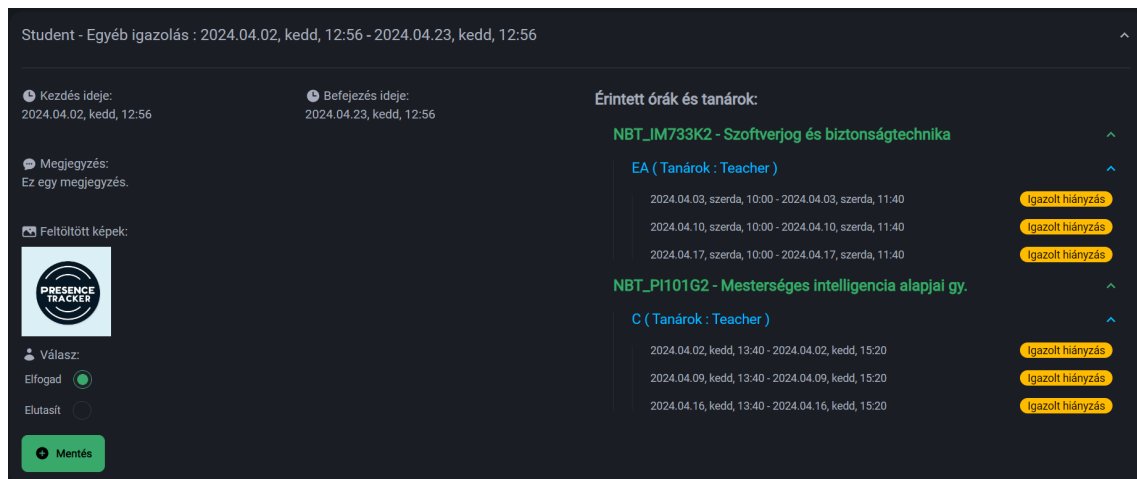 Student - Egyéb igazolás : 2024.04.02, kedd, 12:56 - 2024.04.23, kedd, 12:56
Kezdés ideje:
2024.04.02, kedd, 12:56
Befejezés ideje:
2024.04.23, kedd, 12:56
Megjegyzés:
Ez egy megjegyzés.
Feltöltött képek:
PRESENCE
TRACKER
Válasz:
Elfogad
Elutasít
Mentés
Érintett órák és tanárok:
NBT_IM733K2 - Szoftverjog és biztonságtechnika
EA ( Tanárok : Teacher )
2024.04.03, szerda, 10:00 - 2024.04.03, szerda, 11:40 Igazolt hiányzás
2024.04.10, szerda, 10:00 - 2024.04.10, szerda, 11:40 Igazolt hiányzás
2024.04.17, szerda, 10:00 - 2024.04.17, szerda, 11:40 Igazolt hiányzás
NBT_PI101G2 - Mesterséges intelligencia alapjai gy.
C ( Tanárok : Teacher )
2024.04.02, kedd, 13:40 - 2024.04.02, kedd, 15:20 Igazolt hiányzás
2024.04.09, kedd, 13:40 - 2024.04.09, kedd, 15:20 Igazolt hiányzás
2024.04.16, kedd, 13:40 - 2024.04.16, kedd, 15:20 Igazolt hiányzás